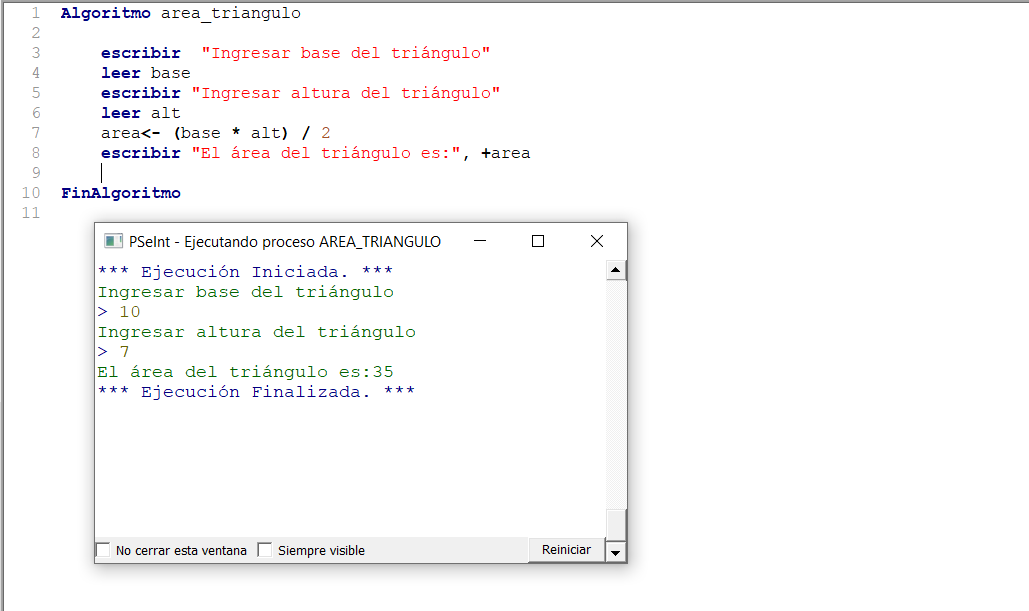 1 Algoritmo area_triangulo
2
3 escribir  "Ingresar base del triángulo"
4 leer base
5 escribir "Ingresar altura del triángulo"
6 leer alt
7 area<- (base * alt) / 2
8 escribir "El área del triángulo es:", +area
9
10 FinAlgoritmo
11
PSeInt - Ejecutando proceso AREA_TRIANGULO
*** Ejecución Iniciada. ***
Ingresar base del triángulo
> 10
Ingresar altura del triángulo
> 7
El área del triángulo es:35
*** Ejecución Finalizada. ***
No cerrar esta ventana Siempre visible Reiniciar